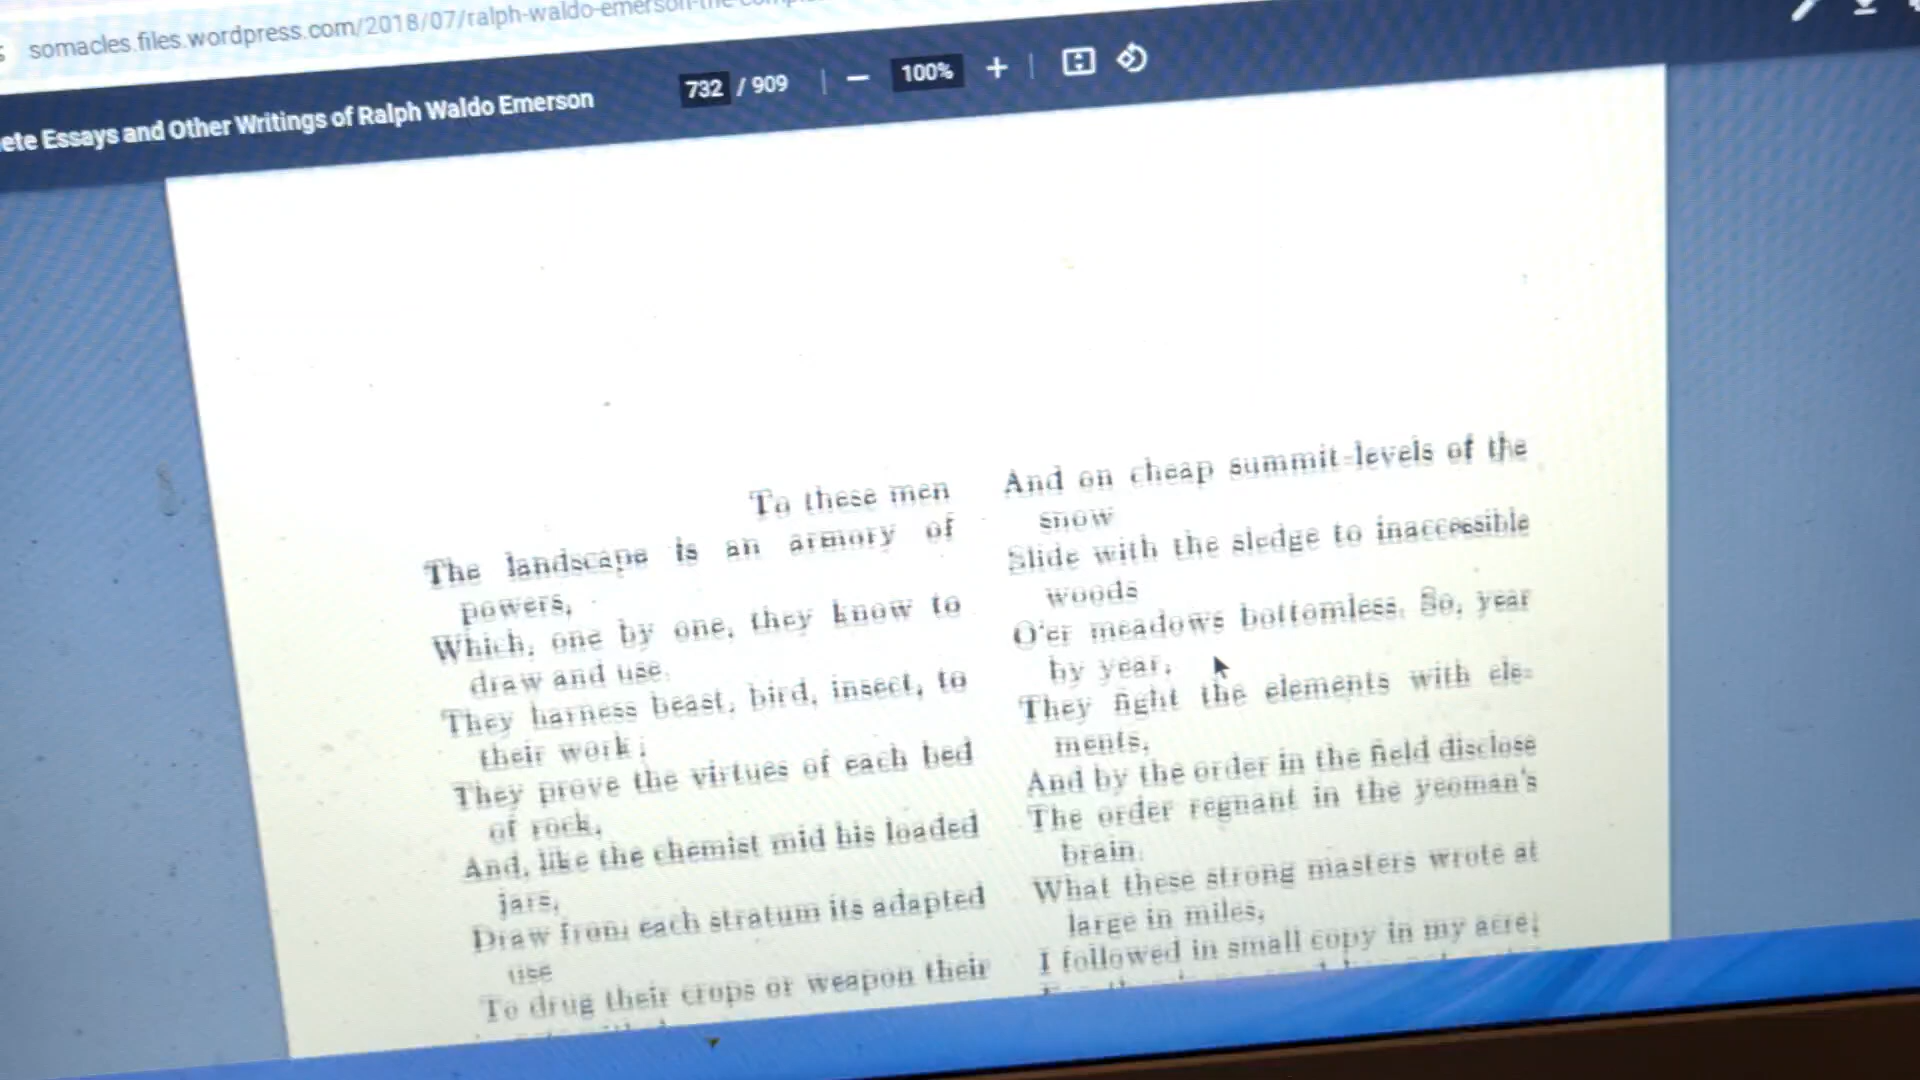 somacles.files.wordpress.com/2018/07/ralph-waldo-emerson-the-comple
ete Essays and Other Writings of Ralph Waldo Emerson
732 / 909
100%
To these men
The landscape is an armory of
powers,
Which, one by one, they know to
draw and use.
They harness beast, bird, insect, to
their work;
They prove the virtues of each bed
of rock,
And, like the chemist mid his loaded
jars,
Draw from each stratum its adapted
use
To drug their crops or weapon their
And on cheap summit-levels of the
snow
Slide with the sledge to inaccessible
woods
O'er meadows bottomless. So, year
by year,
They fight the elements with ele-
ments,
And by the order in the field disclose
The order regnant in the yeoman's
brain.
What these strong masters wrote at
large in miles,
I followed in small copy in my acre;